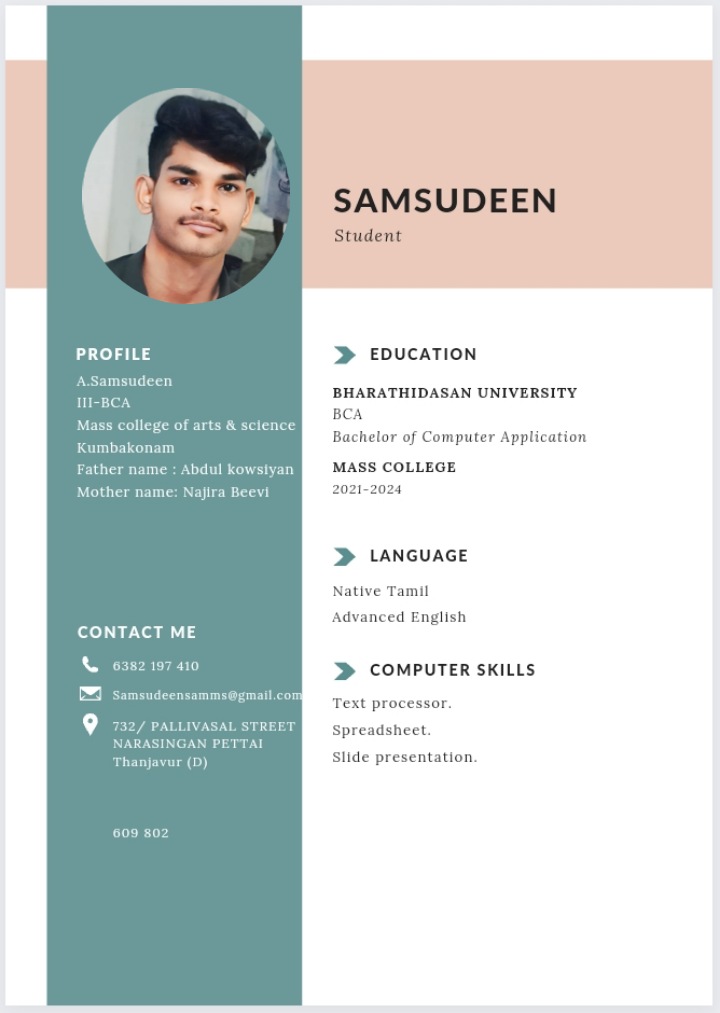 SAMSUDEEN
Student
PROFILE
A.Samsudeen
III-BCA
Mass college of arts & science
Kumbakonam
Father name : Abdul kowsiyan
Mother name: Najira Beevi
CONTACT ME
6382 197 410
Samsudeensamms@gmail.com
732/ PALLIVASAL STREET
NARASINGAN PETTAI
Thanjavur (D)
609 802
EDUCATION
BHARATHIDASAN UNIVERSITY
BCA
Bachelor of Computer Application
MASS COLLEGE
2021-2024
LANGUAGE
Native Tamil
Advanced English
COMPUTER SKILLS
Text processor.
Spreadsheet.
Slide presentation.